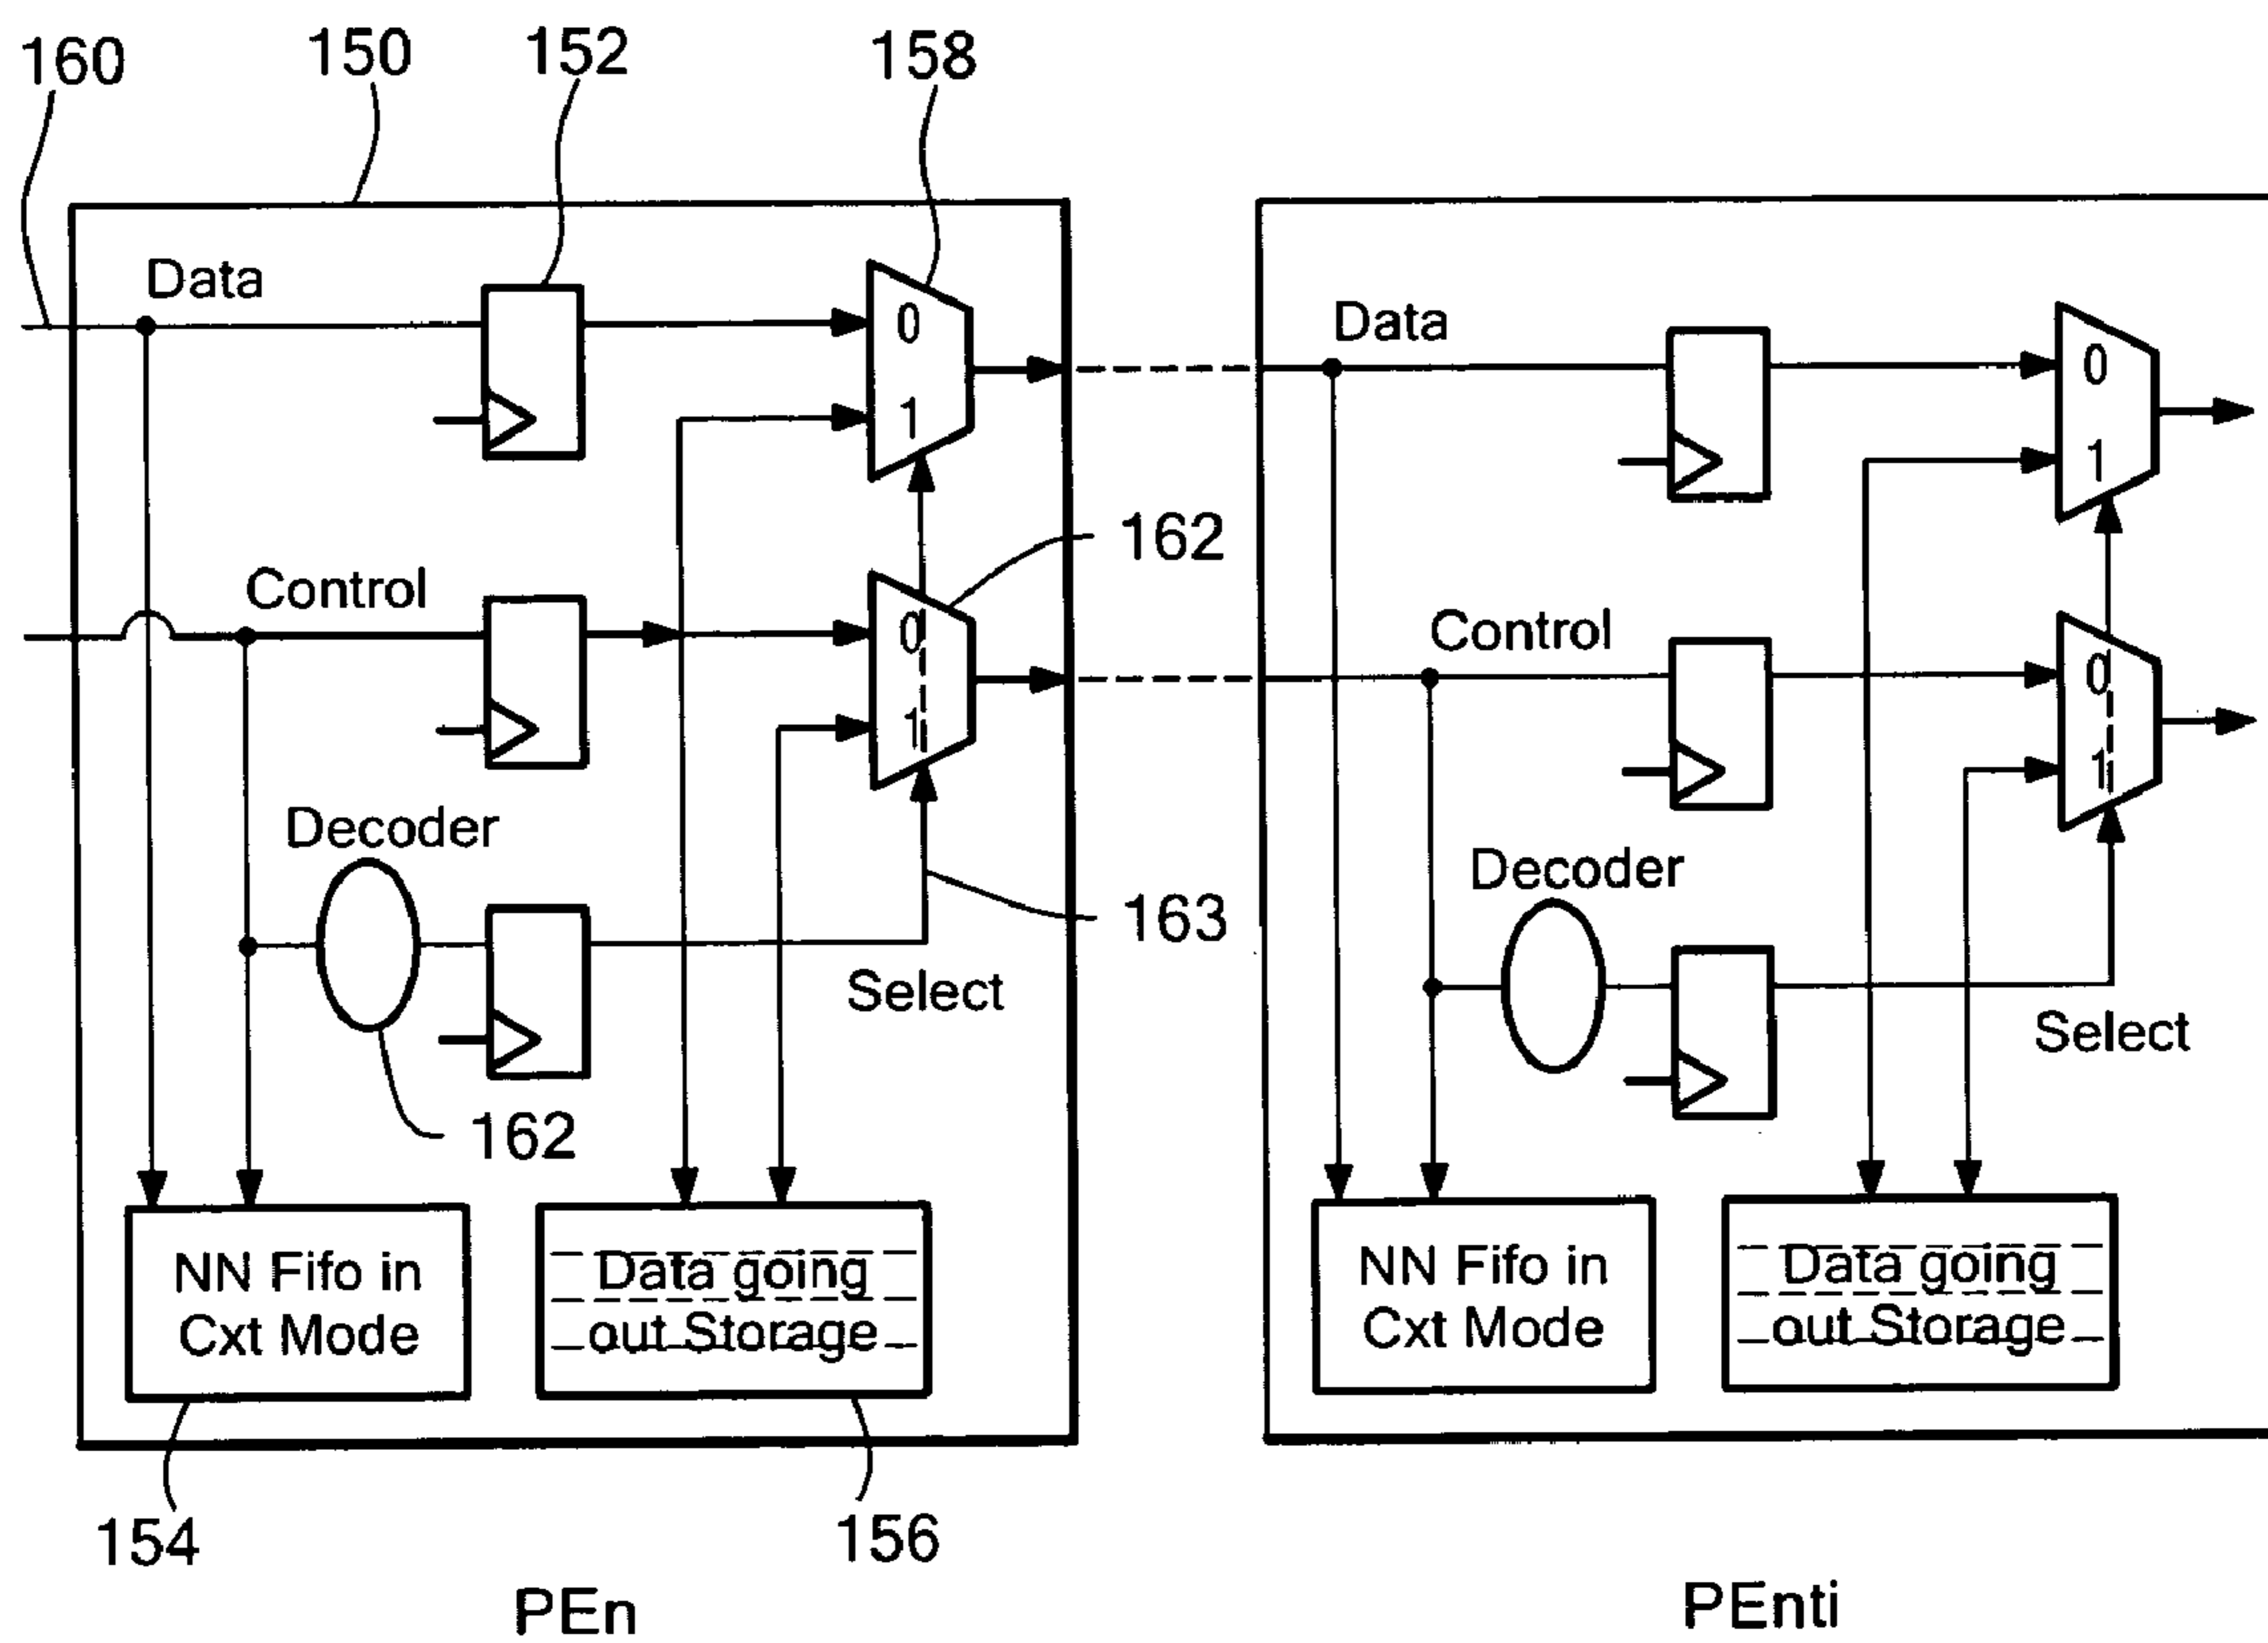 160
150
152
158
Data
0
1
Data
0
1
162
Control
0
1
Control
0
1
Decoder
163
Decoder
Select
Select
162
NN Fifo in
Cxt Mode
Data going
out Storage
NN Fifo in
Cxt Mode
Data going
out Storage
154
156
PEn
PEnti